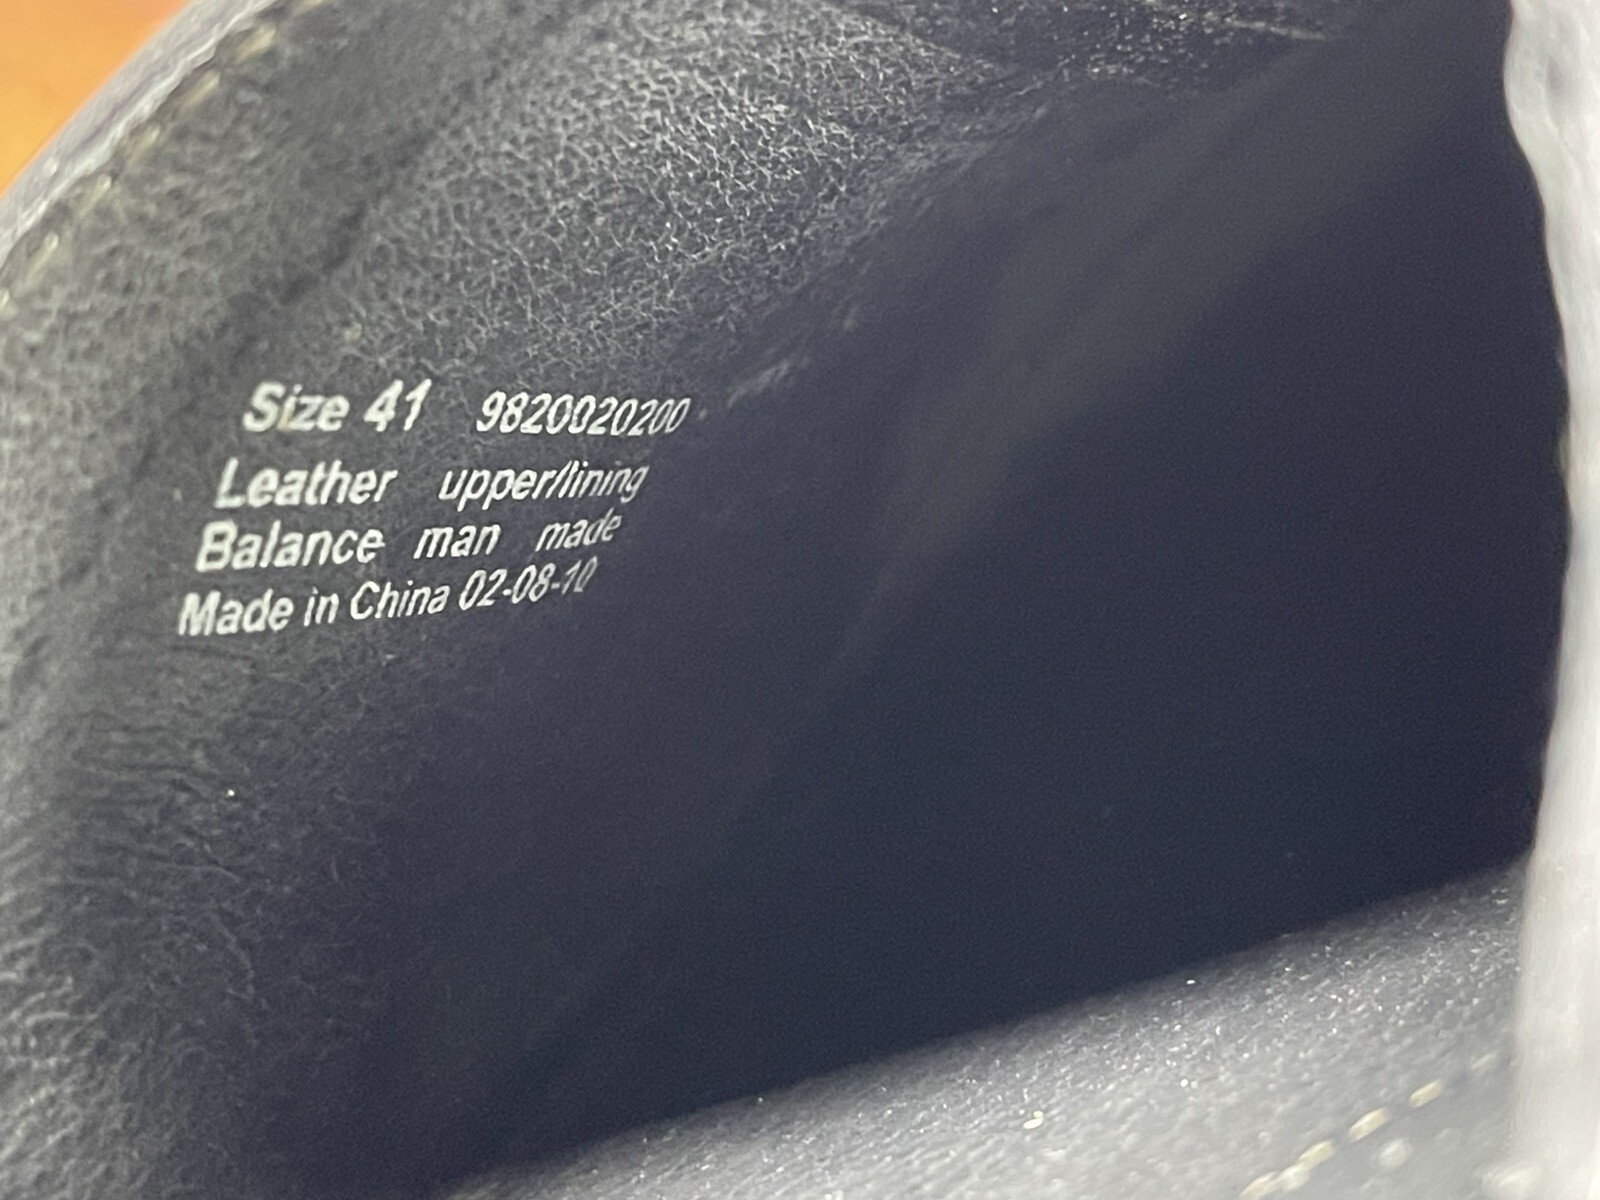 Size 41 9820020200
Leather upper/lining
Balance man made
Made in China 02-08-10